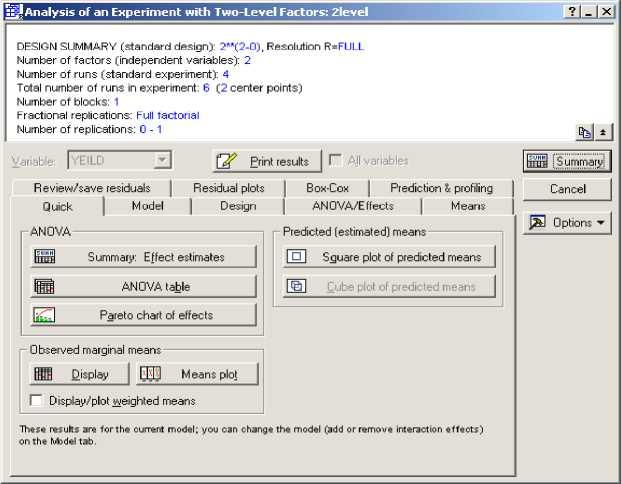 Analysis of an Experiment with Two-Level Factors: 2level
DESIGN SUMMARY (standard design): 2**(2-0), Resolution R=FULL
Number of factors (independent variables): 2
Number of runs (standard experiment): 4
Total number of runs in experiment: 6 (2 center points)
Number of blocks: 1
Fractional replications: Full factorial
Number of replications: 0 - 1
Variable: YEILD Print results All variables Summary
Review/save residuals Residual plots Box-Cox Prediction & profiling Cancel
Quick Model Design ANOVA/Effects Means
Options
ANOVA Predicted (estimated) means
Summary: Effect estimates Square plot of predicted means
ANOVA table Cube plot of predicted means
Pareto chart of effects
Observed marginal means
Display Means plot
Display/plot weighted means
These results are for the current model; you can change the model (add or remove interaction effects)
on the Model tab.